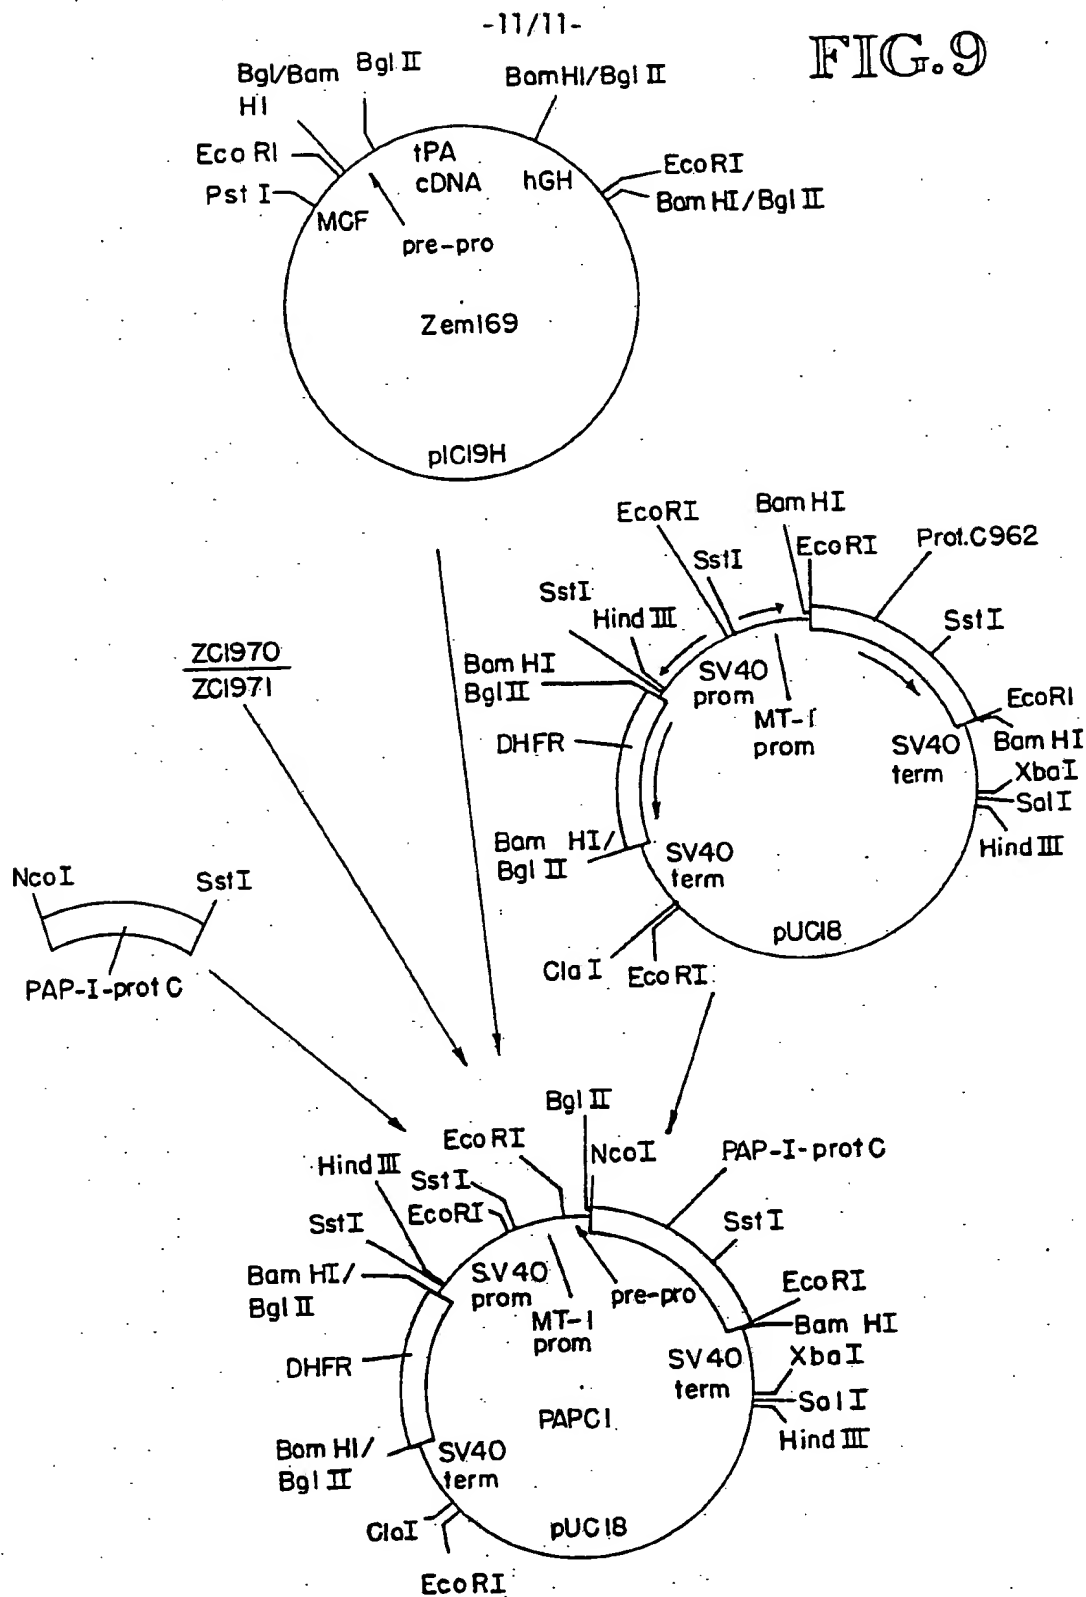 -11/11-
FIG.9
Bgl/Bam
HI
Bgl II
BamHI/Bgl II
Eco RI
Pst I
tPA
cDNA
hGH
EcoRI
Bam HI/Bgl II
MCF
pre-pro
Zem169
pIC19H
EcoRI
Bam HI
SstI
EcoRI
Prot.C962
SstI
Hind III
SstI
ZC1970
ZC1971
Bam HI
Bgl II
SV40
prom
MT-1
prom
EcoRI
Bam HI
SV40
term
XbaI
SalI
Hind III
DHFR
Bam HI/
Bgl II
SV40
term
pUC18
Cla I
EcoRI
NcoI
SstI
PAP-I-prot C
Bgl II
Eco RI
NcoI
PAP-I-prot C
Hind III
SstI
EcoRI
SstI
SstI
Bam HI/
Bgl II
SV40
prom
MT-1
prom
pre-pro
EcoRI
Bam HI
SV40
term
XbaI
SalI
Hind III
DHFR
PAPC1
Bam HI/
Bgl II
SV40
term
ClaI
EcoRI
pUC18